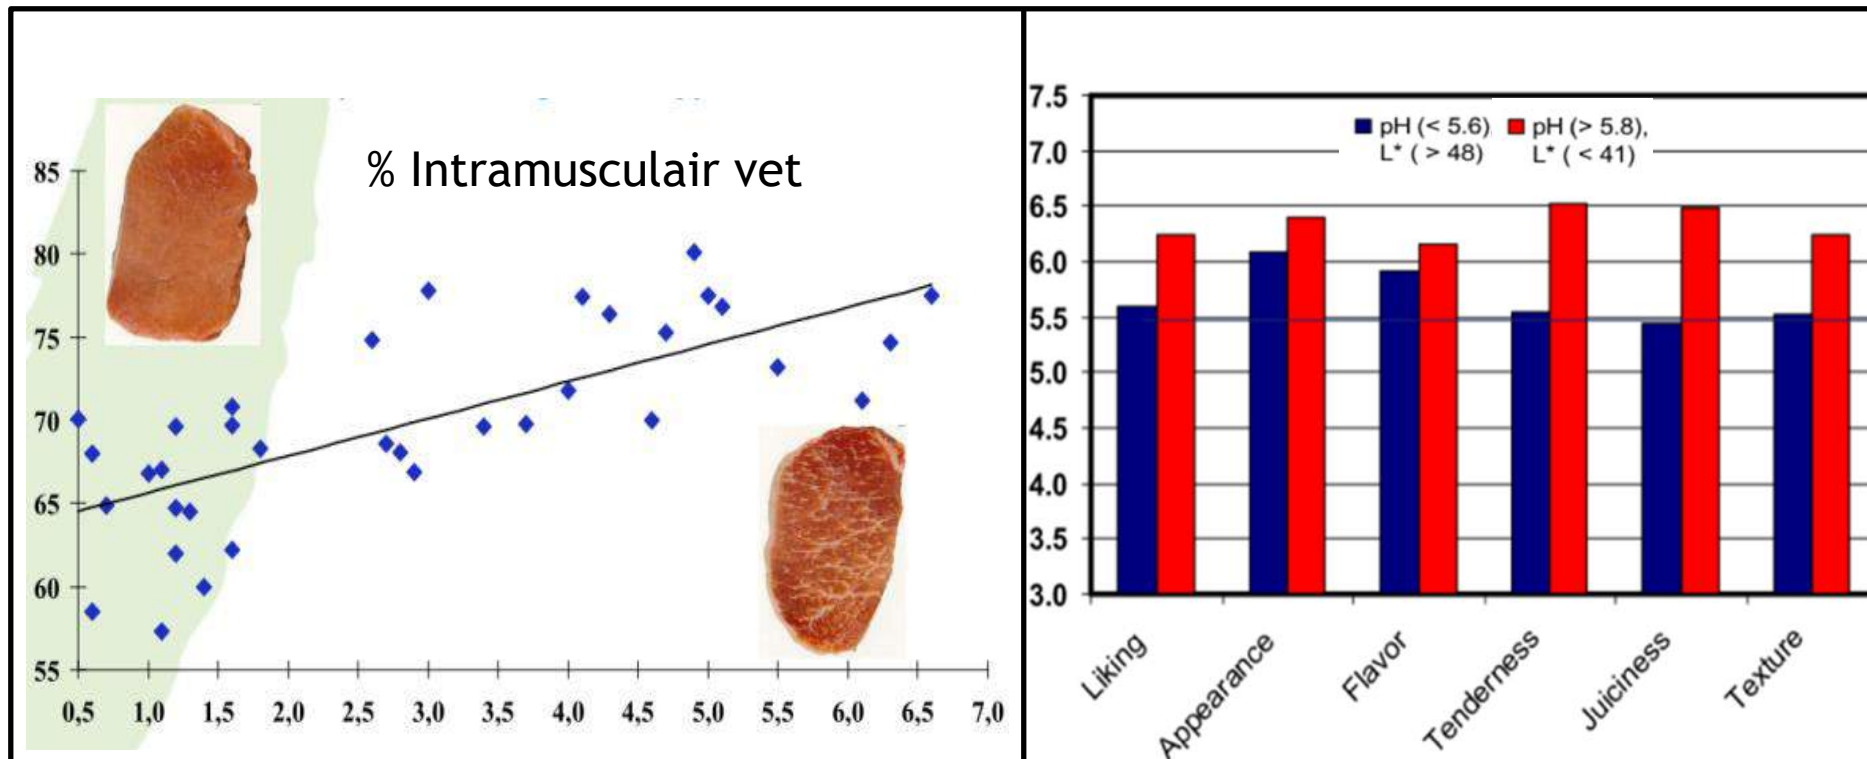 % Intramusculair vet
85
80
75
70
65
60
55
0,5 1,0 1,5 2,0 2,5 3,0 3,5 4,0 4,5 5,0 5,5 6,0 6,5 7,0
7.5
7.0
6.5
6.0
5.5
5.0
4.5
4.0
3.5
3.0
pH (< 5.6), pH (> 5.8),
L* ( > 48) L* ( < 41)
Liking
Appearance
Flavor
Tenderness
Juiciness
Texture